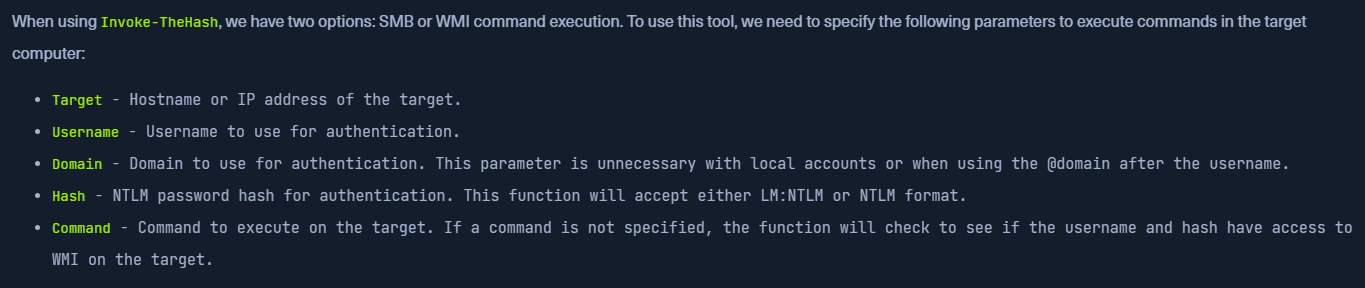 When using Invoke-TheHash, we have two options: SMB or WMI command execution. To use this tool, we need to specify the following parameters to execute commands in the target
computer:
• Target - Hostname or IP address of the target.
• Username - Username to use for authentication.
• Domain - Domain to use for authentication. This parameter is unnecessary with local accounts or when using the @domain after the username.
• Hash - NTLM password hash for authentication. This function will accept either LM:NTLM or NTLM format.
• Command - Command to execute on the target. If a command is not specified, the function will check to see if the username and hash have access to
WMI on the target.